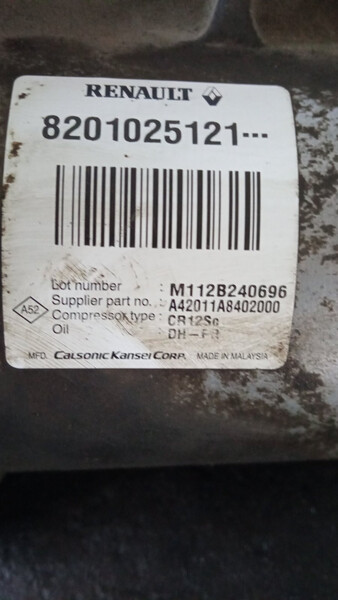 RENAULT
8201025121---
Lot number : M112B240696
Supplier part no. : A42011A8402000
A52
Compressor type : CR12Sg
Oil : DH-PR
MFD. CALSONIC KANSEI CORP. MADE IN MALAYSIA